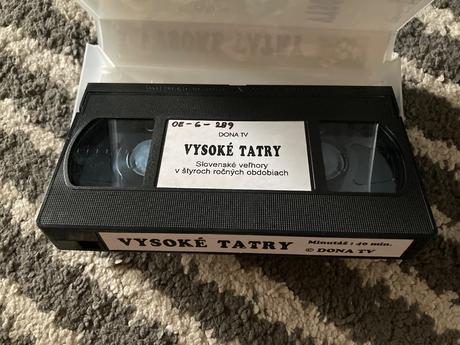 OE-6-289
DONA TV
VYSOKÉ TATRY
Slovenské veľhory
v štyroch ročných obdobiach
VYSOKÉ TATRY
Minutáž : 40 min.
© DONA TV